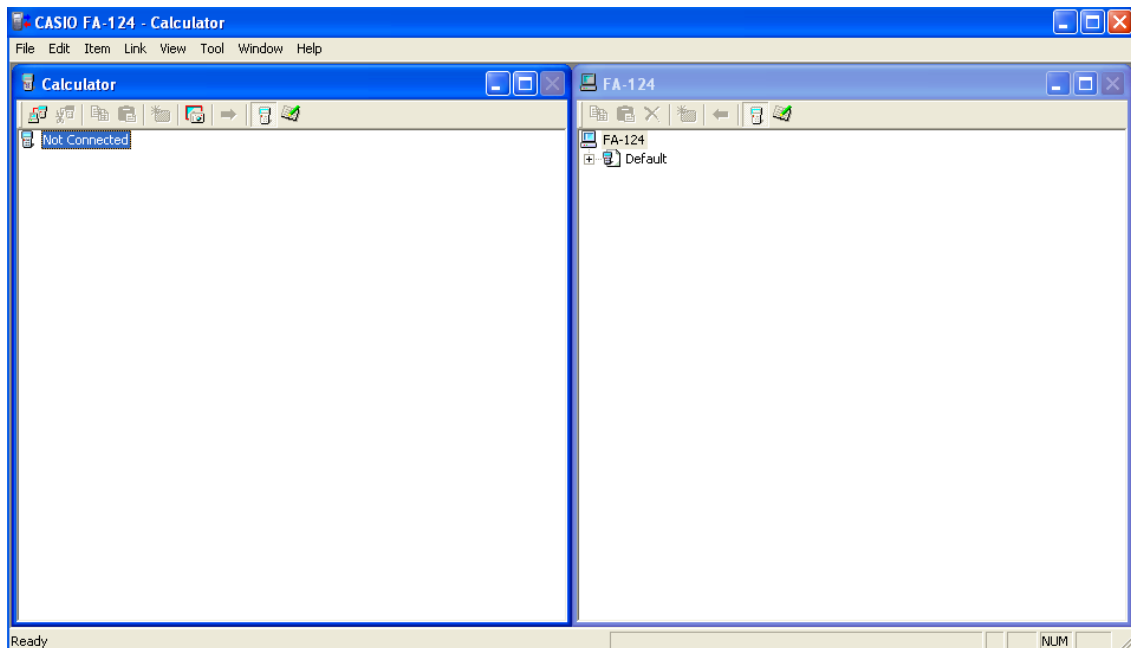 CASIO FA-124 - Calculator
File Edit Item Link View Tool Window Help
Calculator
Not Connected
FA-124
FA-124
Default
Ready
NUM